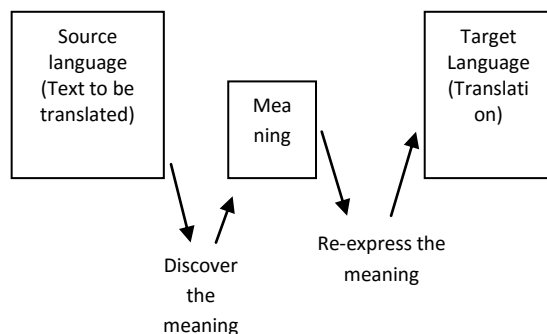 Source
language
(Text to be
translated)
Mea
ning
Target
Language
(Translati
on)
Discover
the
meaning
Re-express the
meaning